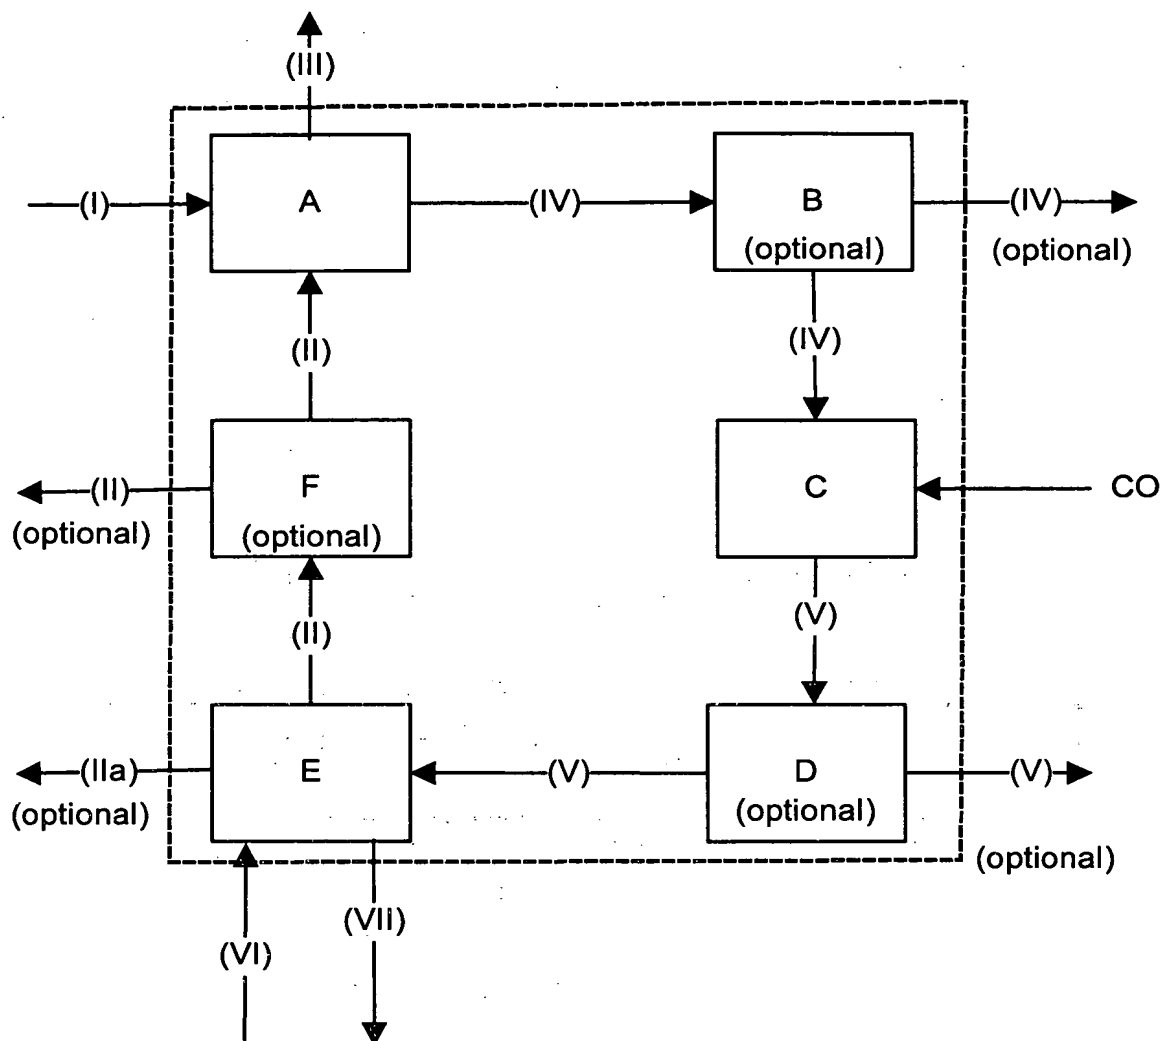 (III)
(I)
A
(IV)
B
(optional)
(IV)
(optional)
(II)
(IV)
(II)
(optional)
F
(optional)
C
CO
(II)
(V)
(IIa)
(optional)
E
(V)
D
(optional)
(V)
(optional)
(VI)
(VII)